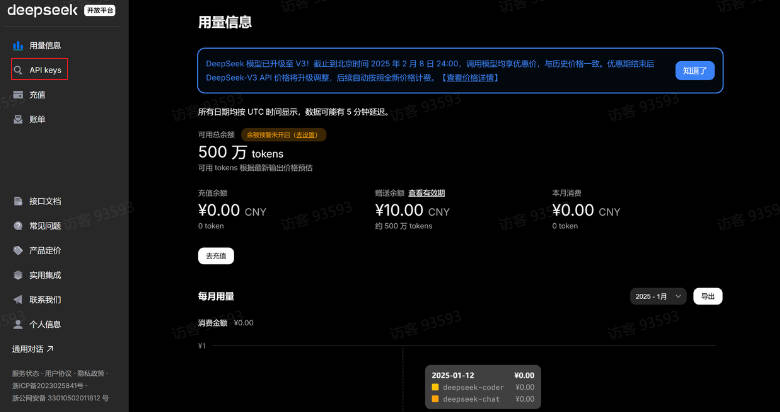 deepseek 开放平台
用量信息
API keys
充值
账单
接口文档
常见问题
产品定价
实用集成
联系我们
个人信息
通用对话
服务状态 · 用户协议 · 隐私政策 ·
浙ICP备2023025841号 ·
浙公网安备 33010502011812 号
用量信息
DeepSeek 模型已升级至 V3！截止到北京时间 2025 年 2 月 8 日 24:00，调用模型均享优惠价，与历史价格一致。优惠期结束后
DeepSeek-V3 API 价格将升级调整，后续自动按照全新价格计费。【查看价格详情】
知道了
所有日期均按 UTC 时间显示，数据可能有 5 分钟延迟。
可用总余额 余额预警未开启（去设置）
500 万 tokens
可用 tokens 根据最新输出价格预估
充值余额 赠送余额 查看有效期 本月消费
¥0.00 CNY ¥10.00 CNY ¥0.00 CNY
0 token 约 500 万 tokens 0 token
去充值
每月用量 2025 - 1月 导出
消费金额 ¥0.00
¥1
2025-01-12 ¥0.00
deepseek-coder ¥0.00
deepseek-chat ¥0.00
访客 93593